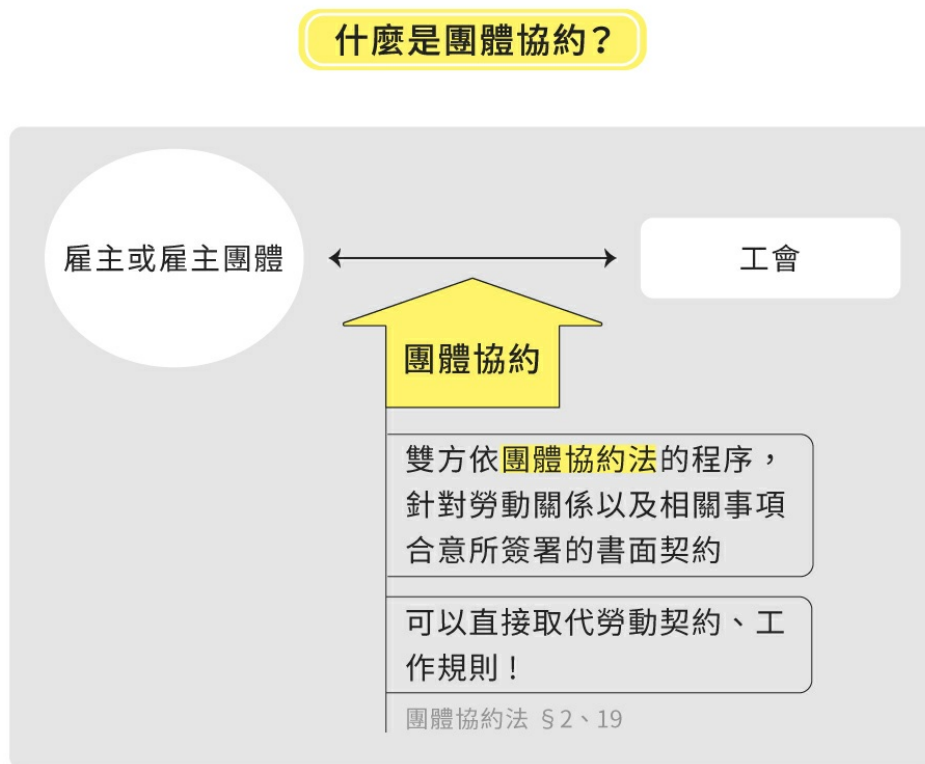 什麼是團體協約？
雇主或雇主團體
工會
團體協約
雙方依團體協約法的程序，
針對勞動關係以及相關事項
合意所簽署的書面契約
可以直接取代勞動契約、工
作規則！
團體協約法 §2、19